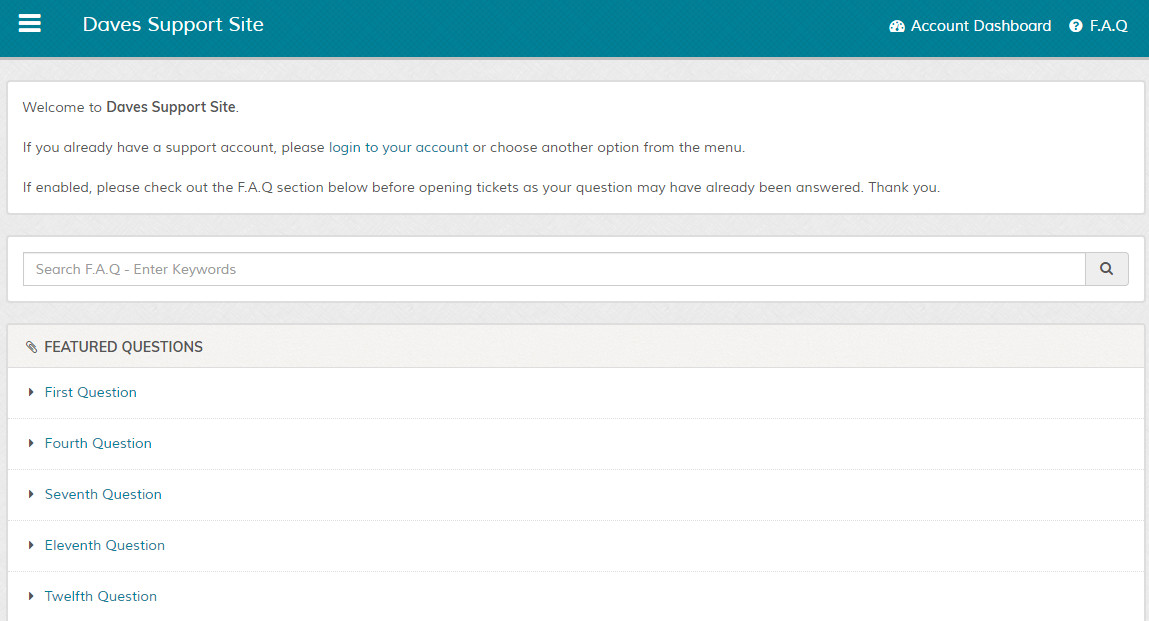 Daves Support Site
Account Dashboard
F.A.Q
Welcome to Daves Support Site.
If you already have a support account, please login to your account or choose another option from the menu.
If enabled, please check out the F.A.Q section below before opening tickets as your question may have already been answered. Thank you.
Search F.A.Q - Enter Keywords
FEATURED QUESTIONS
First Question
Fourth Question
Seventh Question
Eleventh Question
Twelfth Question